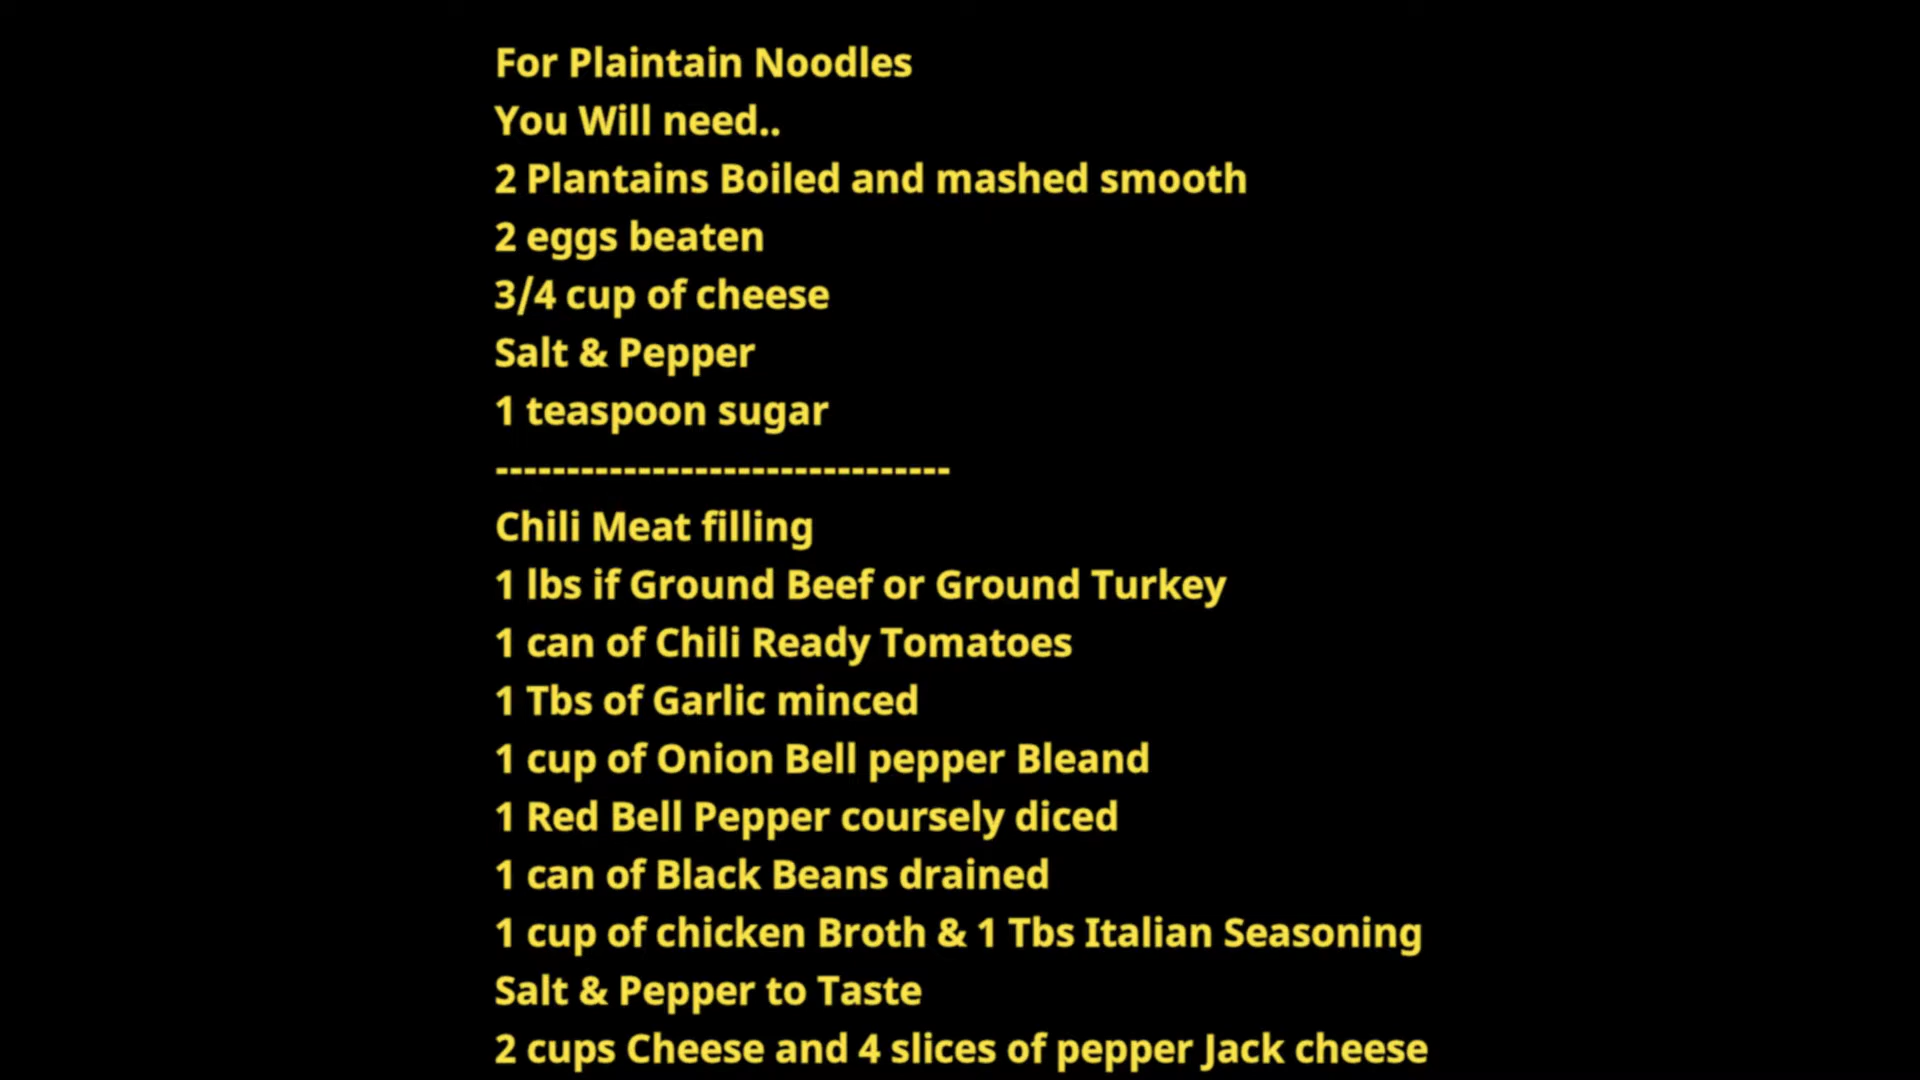 For Plaintain Noodles
You Will need..
2 Plantains Boiled and mashed smooth
2 eggs beaten
3/4 cup of cheese
Salt & Pepper
1 teaspoon sugar
--------------------------------
Chili Meat filling
1 lbs if Ground Beef or Ground Turkey
1 can of Chili Ready Tomatoes
1 Tbs of Garlic minced
1 cup of Onion Bell pepper Bleand
1 Red Bell Pepper coursely diced
1 can of Black Beans drained
1 cup of chicken Broth & 1 Tbs Italian Seasoning
Salt & Pepper to Taste
2 cups Cheese and 4 slices of pepper Jack cheese